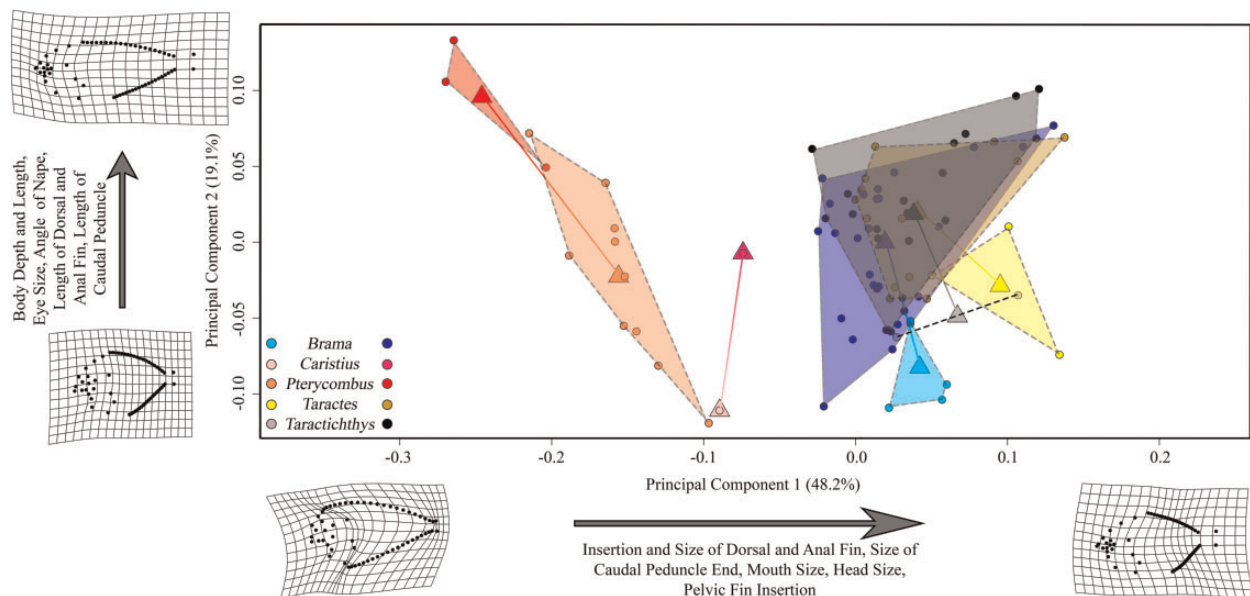 Body Depth and Length,
Eye Size, Angle of Nape,
Length of Dorsal and
Anal Fin, Length of
Caudal Peduncle
Principal Component 2 (19.1%)
0.10
0.05
0.0
-0.05
-0.10
Brama
Caristius
Pterycombus
Taractes
Taractichthys
-0.3
-0.2
-0.1
0.0
0.1
0.2
Principal Component 1 (48.2%)
Insertion and Size of Dorsal and Anal Fin, Size of
Caudal Peduncle End, Mouth Size, Head Size,
Pelvic Fin Insertion